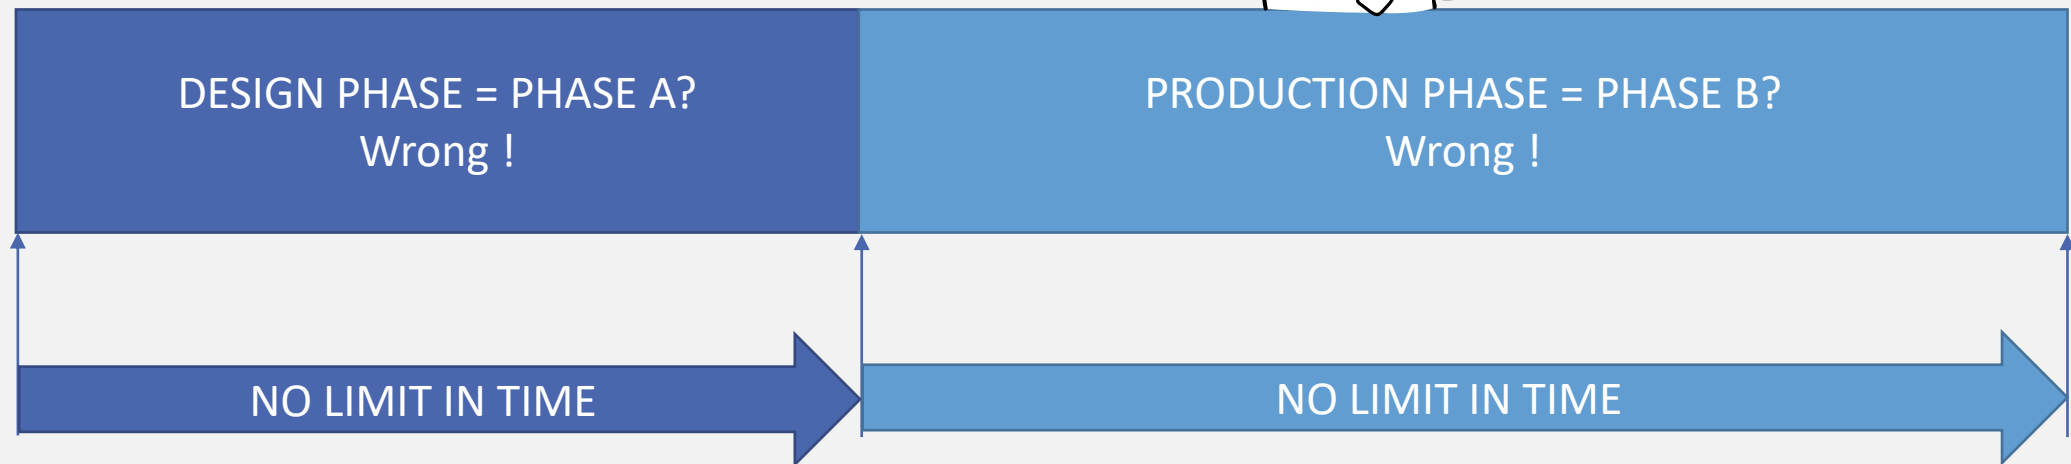 DESIGN PHASE = PHASE A?
Wrong !
PRODUCTION PHASE = PHASE B?
Wrong !
NO LIMIT IN TIME
NO LIMIT IN TIME